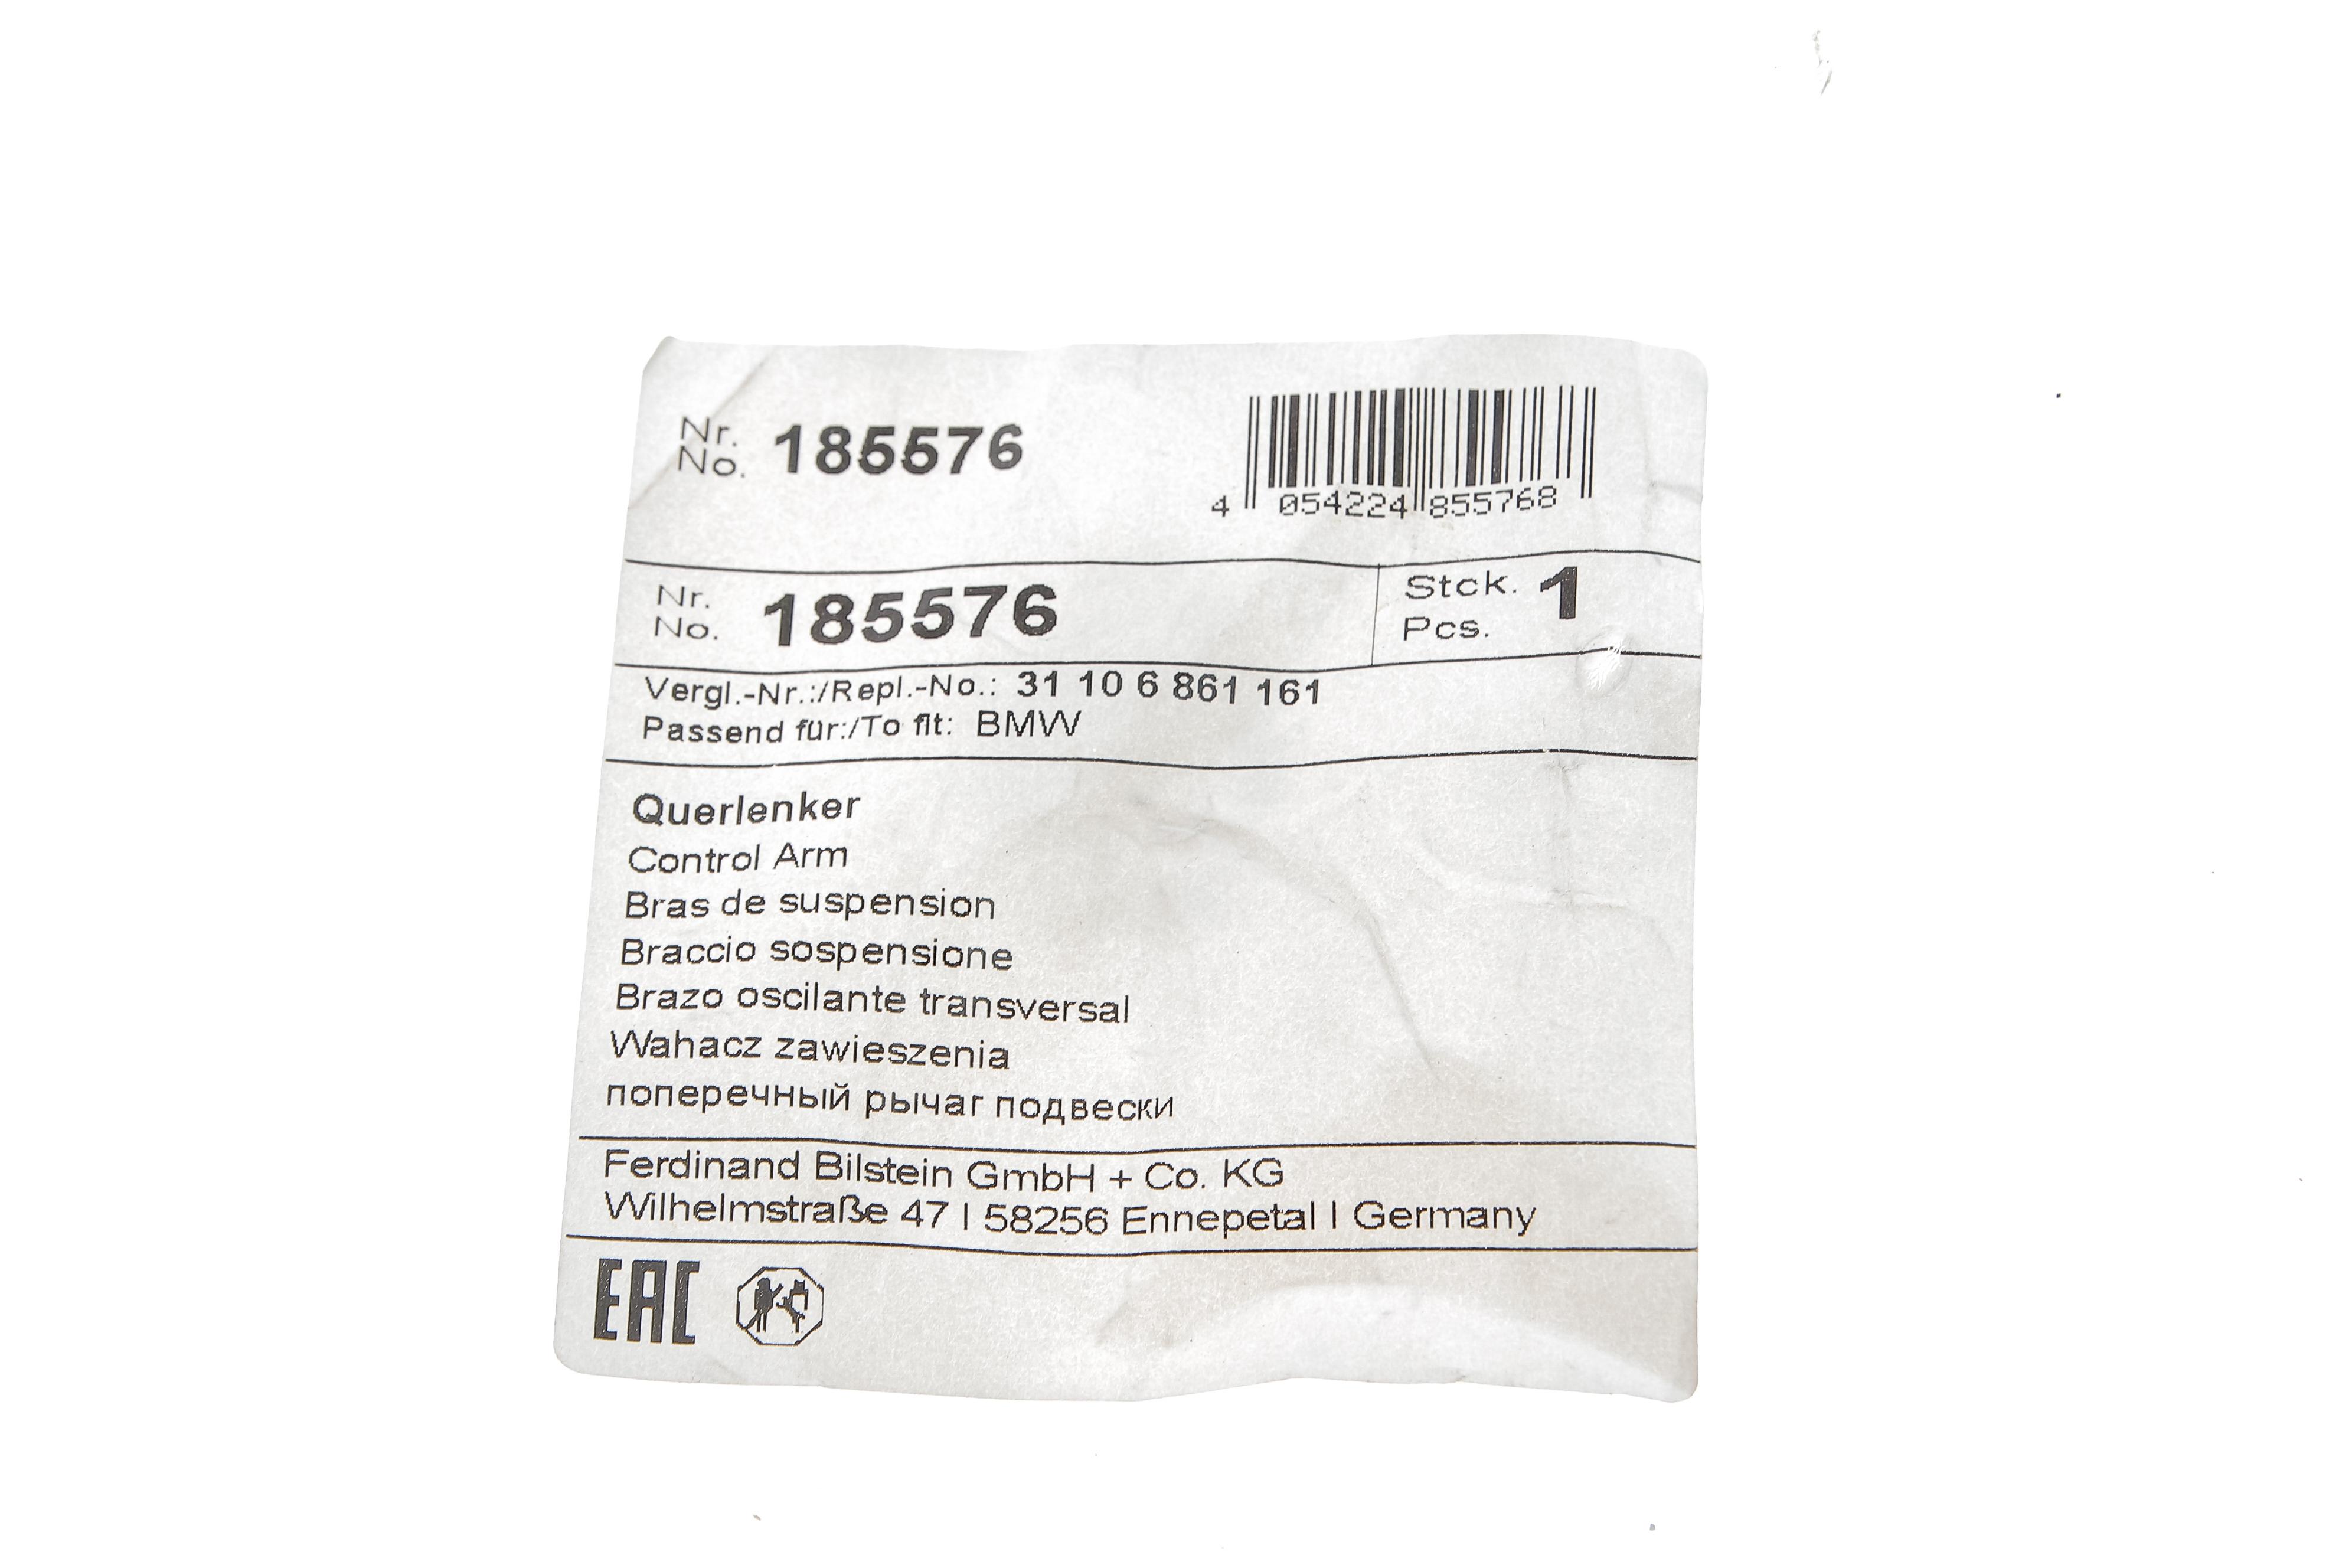 Nr. 185576
No.
4 054224 855768
Nr. 185576
No.
Stck. 1
Pcs.
Vergl.-Nr.:/Repl.-No.: 31 10 6 861 161
Passend für:/To fit: BMW
Querlenker
Control Arm
Bras de suspension
Braccio sospensione
Brazo oscilante transversal
Wahacz zawieszenia
поперечный рычаг подвески
Ferdinand Bilstein GmbH + Co. KG
Wilhelmstraße 47 | 58256 Ennepetal | Germany
EAC